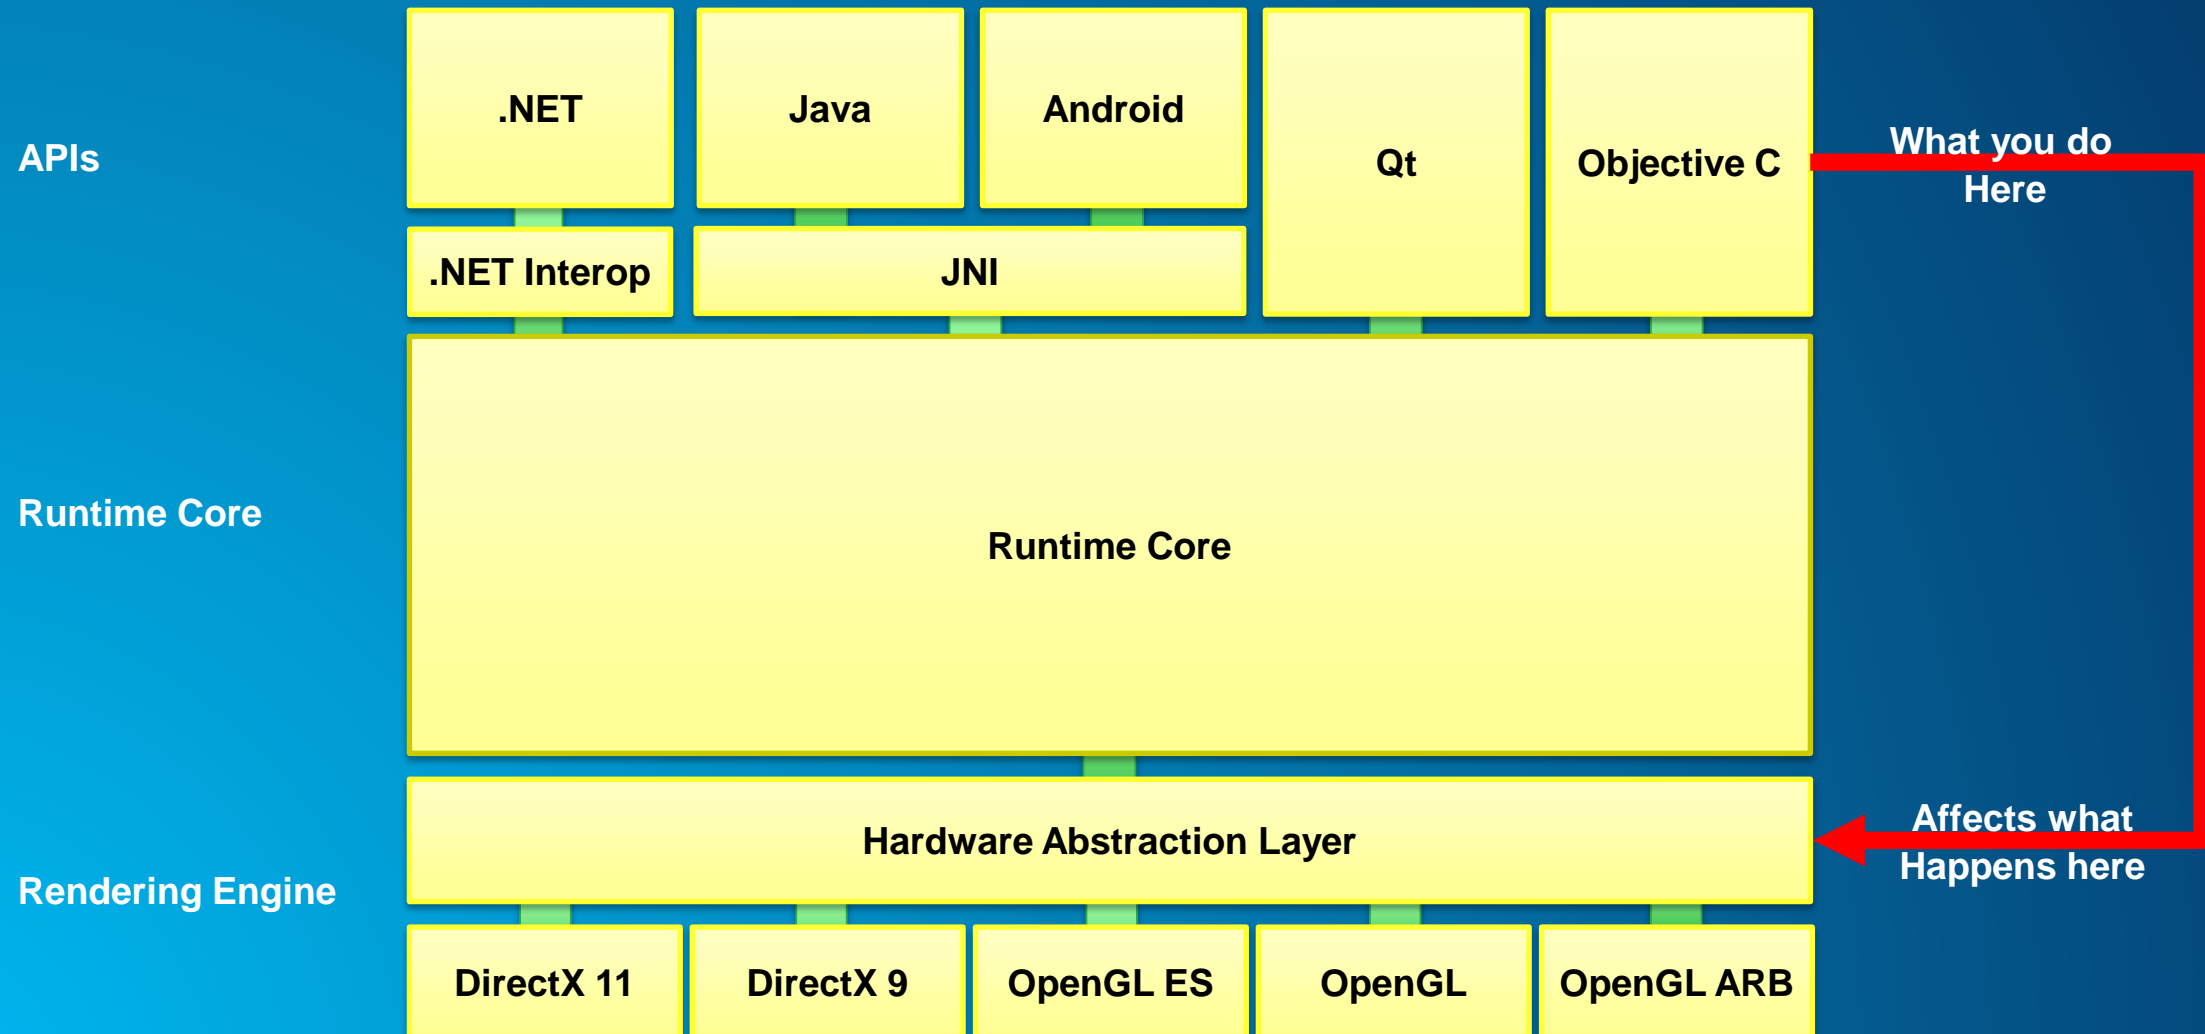 .NET
Java
Android
APIs
Qt
Objective C
What you do
Here
.NET Interop
JNI
Runtime Core
Runtime Core
Hardware Abstraction Layer
Affects what
Happens here
Rendering Engine
DirectX 11
DirectX 9
OpenGL ES
OpenGL
OpenGL ARB